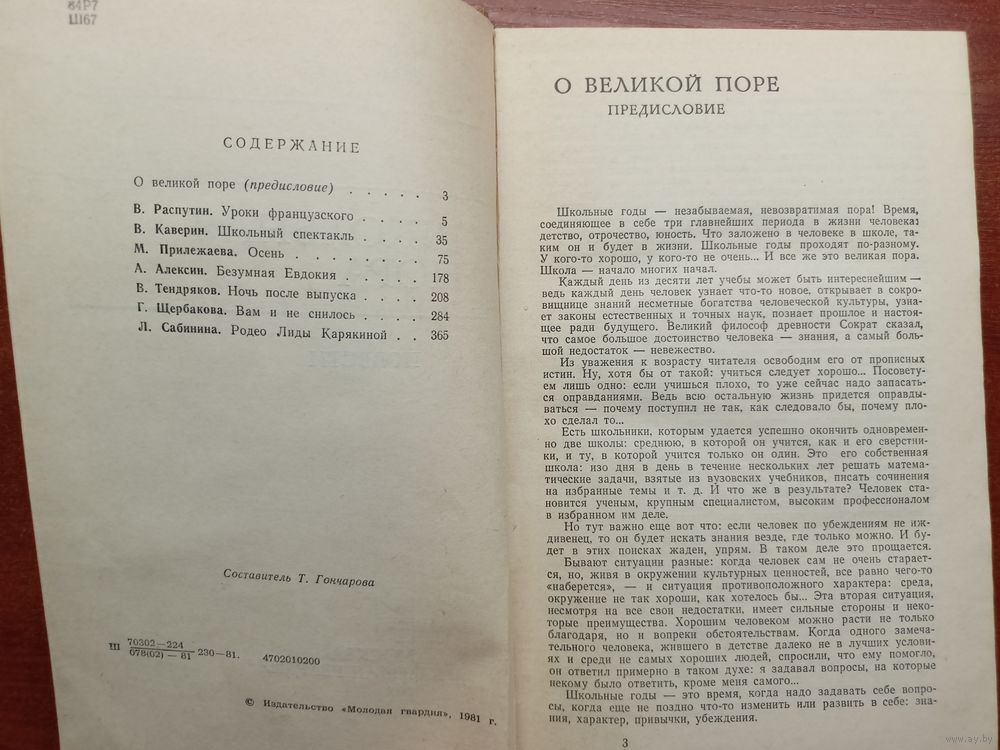 84Р7
Ш67
СОДЕРЖАНИЕ
О великой поре (предисловие) . . . . . 3
В. Распутин. Уроки французского . . . . 5
В. Каверин. Школьный спектакль . . . . 35
М. Прилежаева. Осень . . . . . . . 75
А. Алексин. Безумная Евдокия . . . . . 178
В. Тендряков. Ночь после выпуска . . . . 208
Г. Щербакова. Вам и не снилось . . . . 284
Л. Сабинина. Родео Лиды Карякиной . . 365
Составитель Т. Гончарова
Ш 70302—224
078(02) — 81 230—81. 4702010200
© Издательство «Молодая гвардия», 1981 г.
О ВЕЛИКОЙ ПОРЕ
ПРЕДИСЛОВИЕ
Школьные годы — незабываемая, невозвратимая пора! Время,
соединяющее в себе три главнейших периода в жизни человека:
детство, отрочество, юность. Что заложено в человеке в школе, та-
ким он и будет в жизни. Школьные годы проходят по-разному.
У кого-то хорошо, у кого-то не очень... И все же это великая пора.
Школа — начало многих начал.
Каждый день из десяти лет учебы может быть интереснейшим —
ведь каждый день человек узнает что-то новое, открывает в сокро-
вищнице знаний несметные богатства человеческой культуры, узна-
ет законы естественных и точных наук, познает прошлое и настоя-
щее ради будущего. Великий философ древности Сократ сказал,
что самое большое достоинство человека — знания, а самый боль-
шой недостаток — невежество.
Из уважения к возрасту читателя освободим его от прописных
истин. Ну, хотя бы от такой: учиться следует хорошо... Посовету-
ем лишь одно: если учишься плохо, то уже сейчас надо запасать-
ся оправданиями. Ведь всю остальную жизнь придется оправды-
ваться — почему поступил не так, как следовало бы, почему пло-
хо сделал то...
Есть школьники, которым удается успешно окончить одновремен-
но две школы: среднюю, в которой он учится, как и его сверстни-
ки, и ту, в которой учится только он один. Это его собственная
школа: изо дня в день в течение нескольких лет решать матема-
тические задачи, взятые из вузовских учебников, писать сочинения
на избранные темы и т. д. И что же в результате? Человек ста-
новится ученым, крупным специалистом, высоким профессионалом
в избранном им деле.
Но тут важно еще вот что: если человек по убеждениям не иж-
дивенец, то он будет искать знания везде, где только можно. И бу-
дет в этих поисках жаден, упрям. В таком деле это прощается.
Бывают ситуации разные: когда человек сам не очень старает-
ся, но, живя в окружении культурных ценностей, все равно чего-то
«наберется», — и ситуация противоположного характера: среда,
окружение не так хороши, как хотелось бы... Эта вторая ситуация,
несмотря на все свои недостатки, имеет сильные стороны и неко-
торые преимущества. Хорошим человеком можно расти не только
благодаря, но и вопреки обстоятельствам. Когда одного замеча-
тельного человека, жившего в детстве далеко не в лучших услови-
ях и среди не самых хороших людей, спросили, что ему помогло,
он ответил примерно в таком духе: я задавал вопросы, на которые
некому было ответить, кроме меня самого...
Школьные годы — это время, когда надо задавать себе вопро-
сы, когда еще не поздно что-то изменить или развить в себе: зна-
ния, характер, привычки, убеждения.
3
www.ay.by